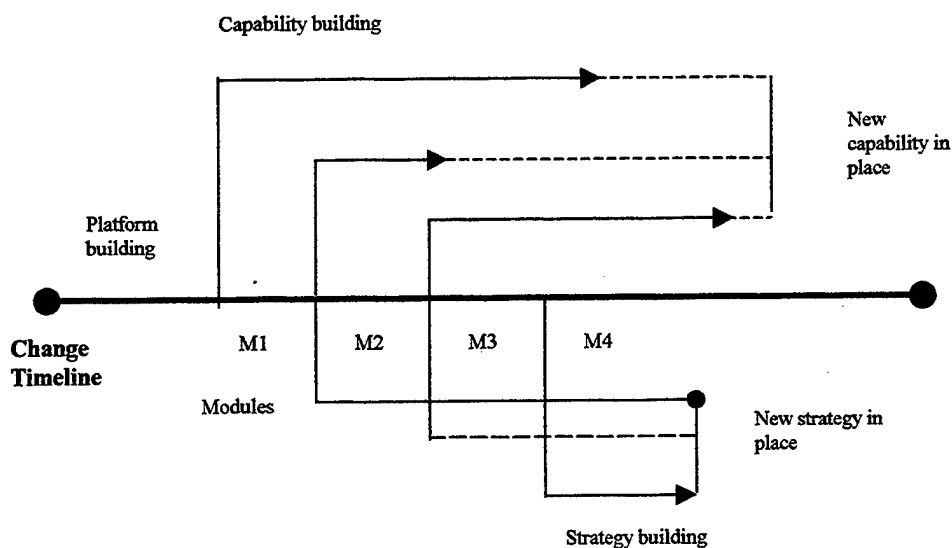 Capability building
New
capability in
place
Platform
building
M1 M2 M3 M4
Change
Timeline
Modules
New strategy in
place
Strategy building